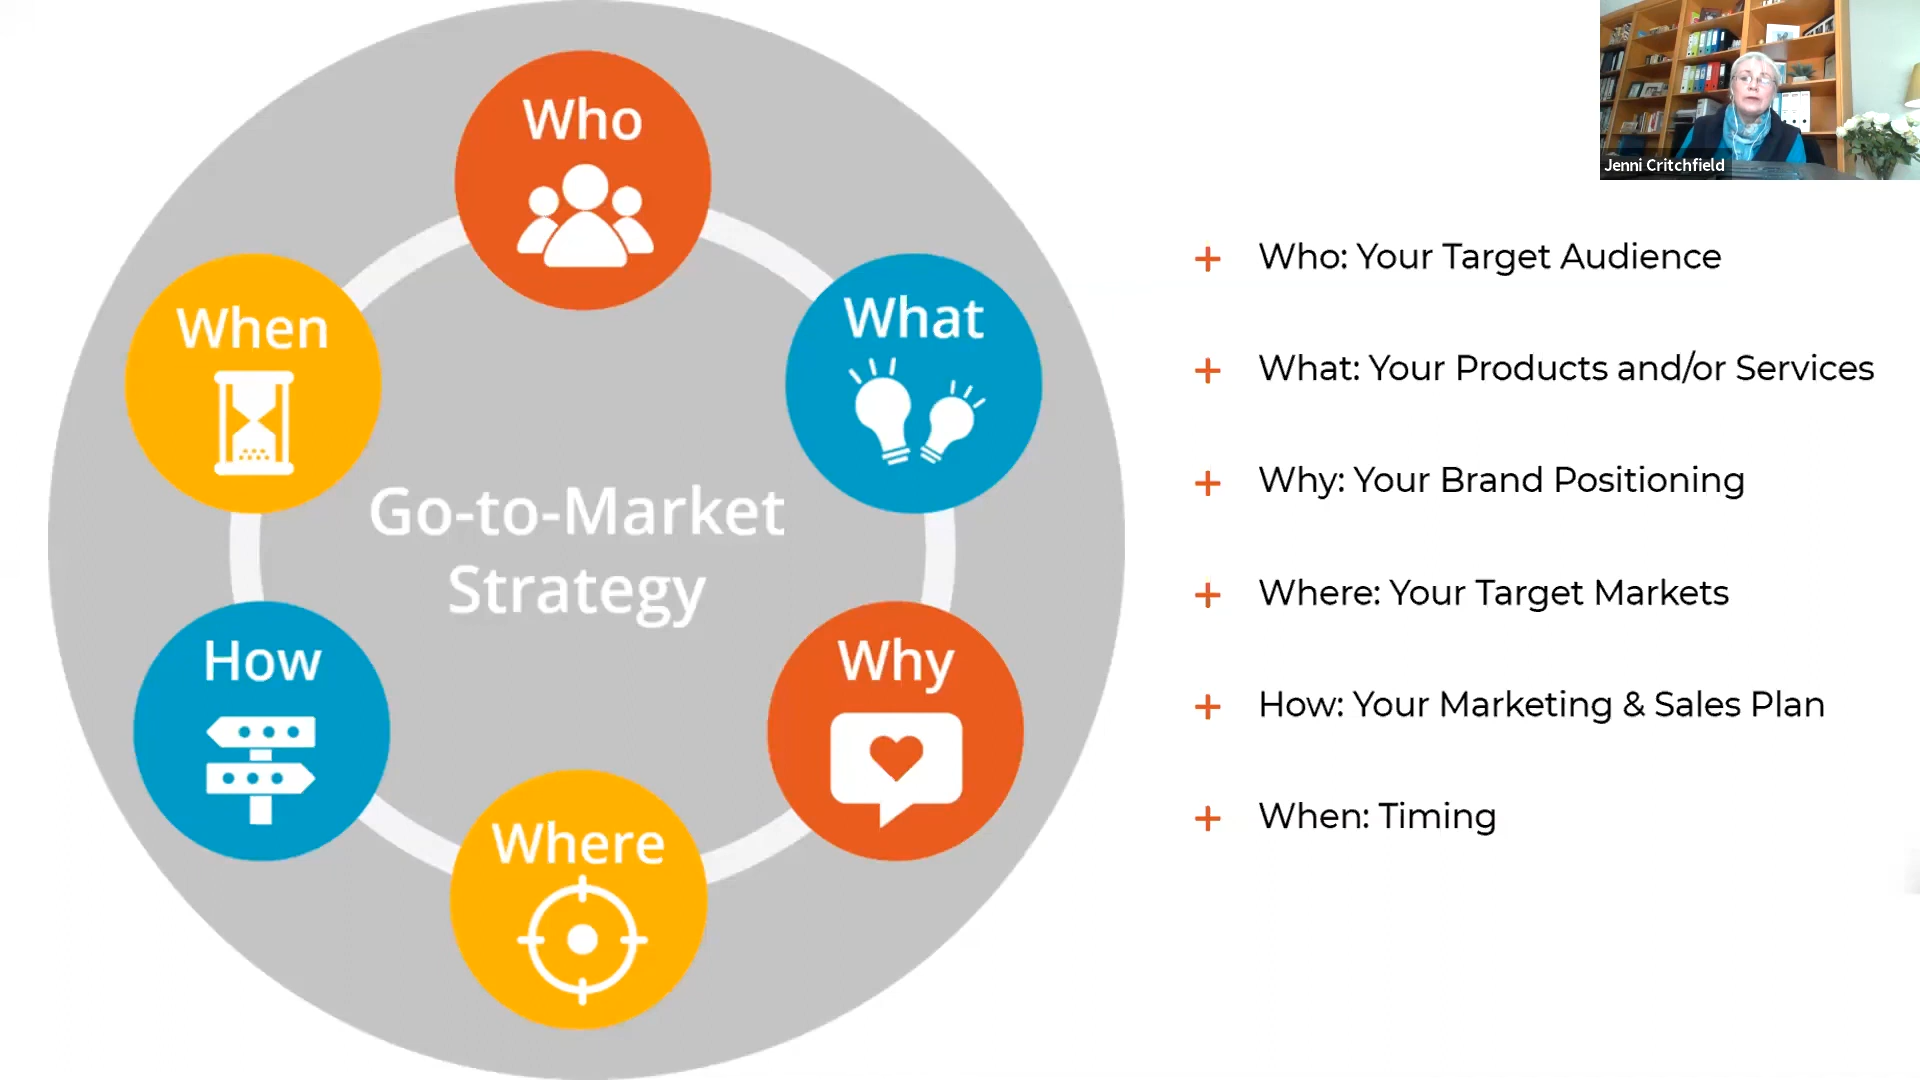 Who
What
Why
Where
How
When
Go-to-Market
Strategy
Jenni Critchfield
+ Who: Your Target Audience
+ What: Your Products and/or Services
+ Why: Your Brand Positioning
+ Where: Your Target Markets
+ How: Your Marketing & Sales Plan
+ When: Timing